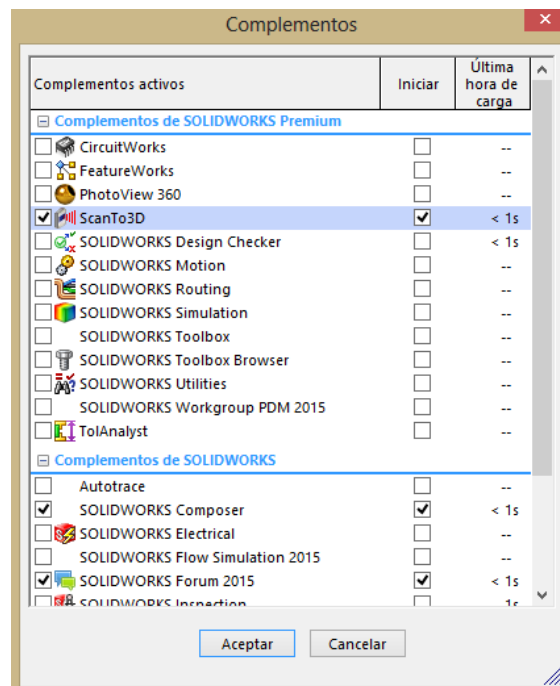 Complementos
Complementos activos
Iniciar
Última
hora de
carga
Complementos de SOLIDWORKS Premium
CircuitWorks --
FeatureWorks --
PhotoView 360 --
ScanTo3D < 1s
SOLIDWORKS Design Checker < 1s
SOLIDWORKS Motion --
SOLIDWORKS Routing --
SOLIDWORKS Simulation --
SOLIDWORKS Toolbox --
SOLIDWORKS Toolbox Browser --
SOLIDWORKS Utilities --
SOLIDWORKS Workgroup PDM 2015 --
TolAnalyst --
Complementos de SOLIDWORKS
Autotrace --
SOLIDWORKS Composer < 1s
SOLIDWORKS Electrical --
SOLIDWORKS Flow Simulation 2015 --
SOLIDWORKS Forum 2015 < 1s
SOLIDWORKS Inspection 1s
Aceptar Cancelar